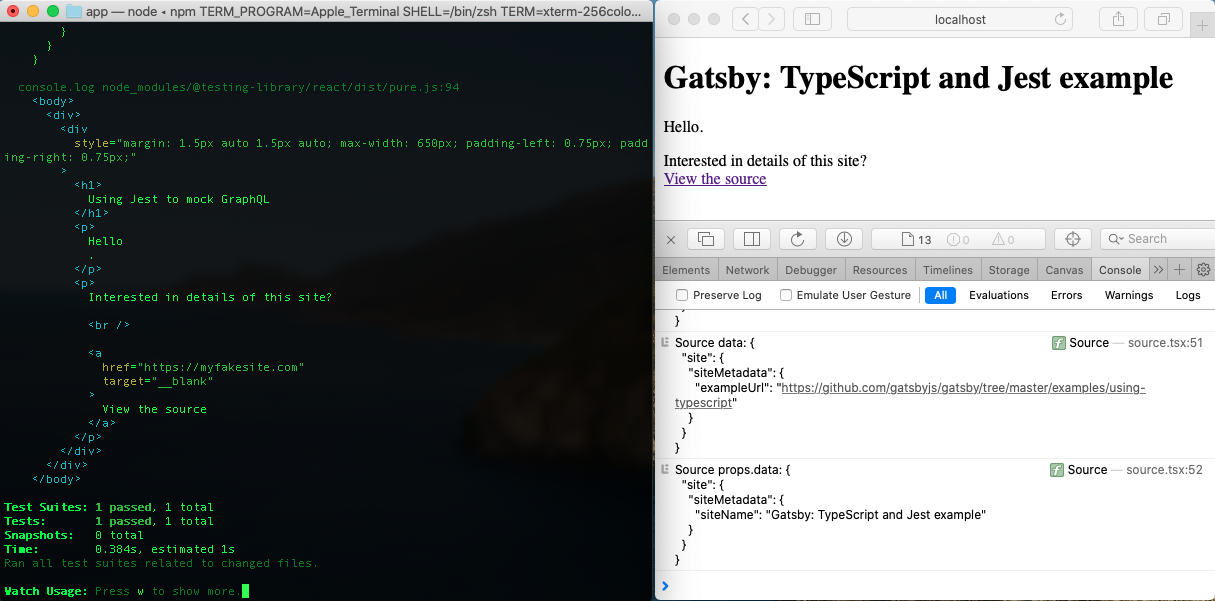 app — node ◂ npm TERM_PROGRAM=Apple_Terminal SHELL=/bin/zsh TERM=xterm-256colo...
}
}
}
console.log node_modules/@testing-library/react/dist/pure.js:94
<body>
<div>
<div
style="margin: 1.5px auto 1.5px auto; max-width: 650px; padding-left: 0.75px; padd
ing-right: 0.75px;"
>
<h1>
Using Jest to mock GraphQL
</h1>
<p>
Hello
.
</p>
<p>
Interested in details of this site?
<br />
<a
href="https://myfakesite.com"
target="__blank"
>
View the source
</a>
</p>
</div>
</div>
</body>
Test Suites: 1 passed, 1 total
Tests: 1 passed, 1 total
Snapshots: 0 total
Time: 0.384s, estimated 1s
Ran all test suites related to changed files.
Watch Usage: Press w to show more.
localhost
Gatsby: TypeScript and Jest example
Hello.
Interested in details of this site?
View the source
13 0 0 Search
Elements Network Debugger Resources Timelines Storage Canvas Console
Preserve Log Emulate User Gesture All Evaluations Errors Warnings Logs
}
Source data: { f Source — source.tsx:51
"site": {
"siteMetadata": {
"exampleUrl": "https://github.com/gatsbyjs/gatsby/tree/master/examples/using-
typescript"
}
}
}
Source props.data: { f Source — source.tsx:52
"site": {
"siteMetadata": {
"siteName": "Gatsby: TypeScript and Jest example"
}
}
}